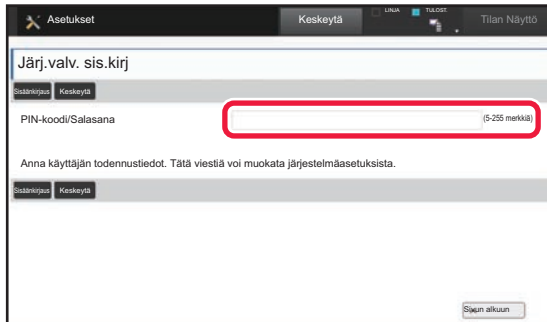 Asetukset Keskeytä LINJA TULOST. Tilan Näyttö
Järj.valv. sis.kirj
Sisäänkirjaus Keskeytä
PIN-koodi/Salasana (5-255 merkkiä)
Anna käyttäjän todennustiedot. Tätä viestiä voi muokata järjestelmäasetuksista.
Sisäänkirjaus Keskeytä
Sivun alkuun